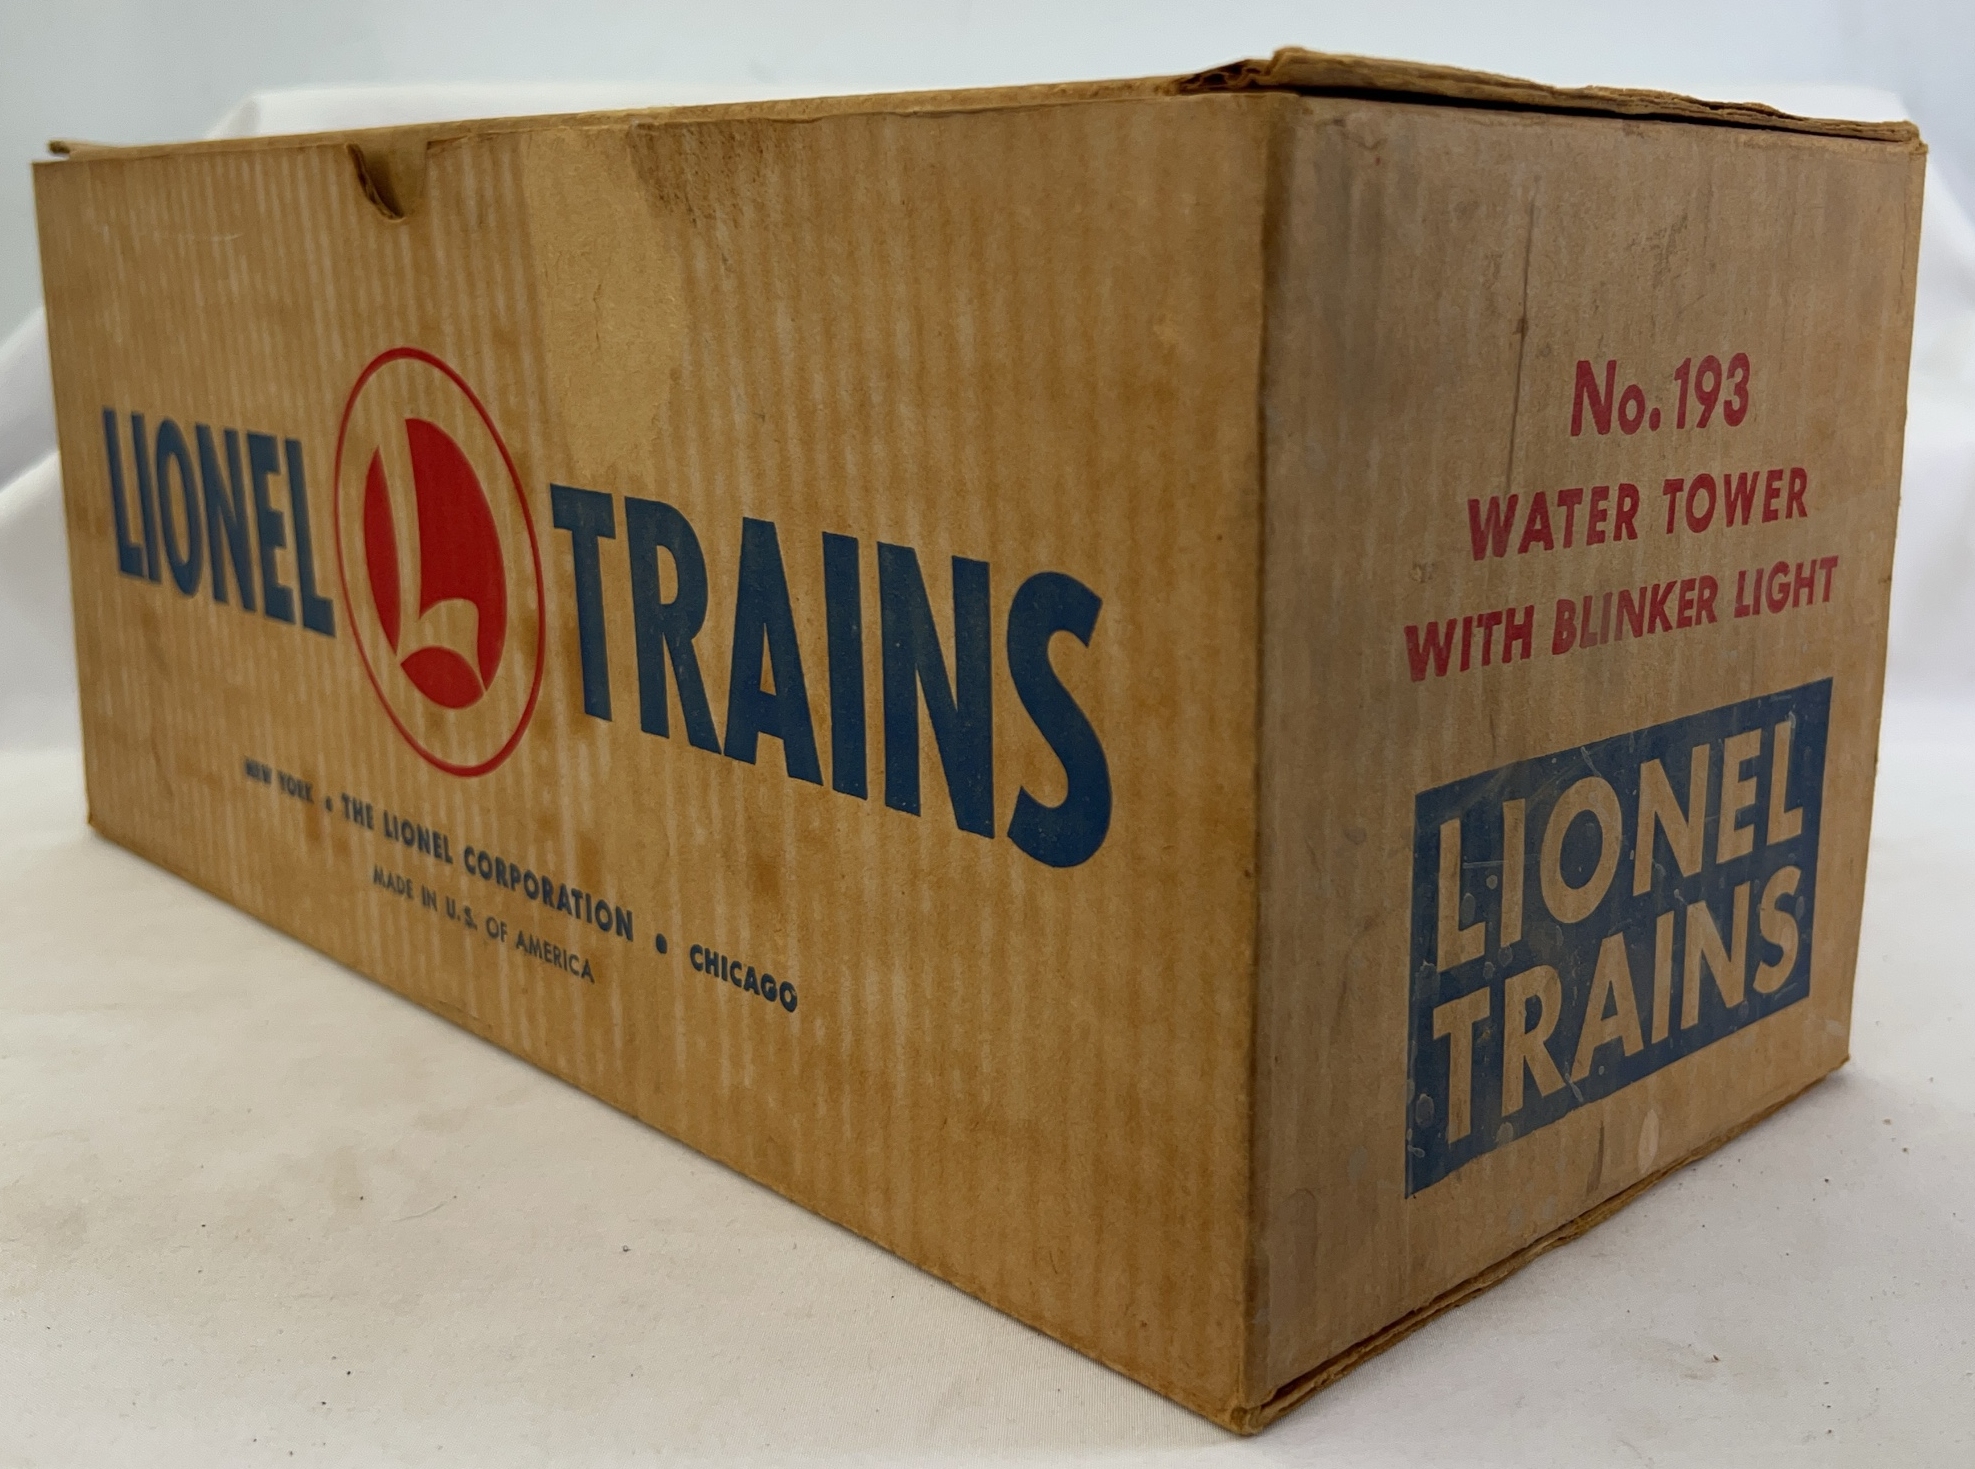 LIONEL L TRAINS
NEW YORK • THE LIONEL CORPORATION • CHICAGO
MADE IN U.S. OF AMERICA
No. 193
WATER TOWER
WITH BLINKER LIGHT
LIONEL
TRAINS